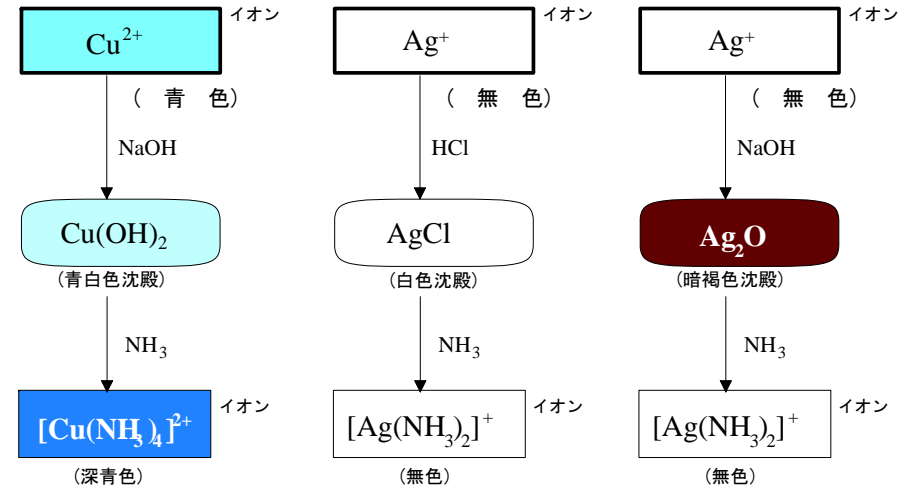 イオン
Cu²⁺
(青 色)
NaOH
Cu(OH)₂
(青白色沈殿)
NH₃
イオン
[Cu(NH₃)₄]²⁺
(深青色)
イオン
Ag⁺
(無 色)
HCl
AgCl
(白色沈殿)
NH₃
イオン
[Ag(NH₃)₂]⁺
(無色)
イオン
Ag⁺
(無 色)
NaOH
Ag₂O
(暗褐色沈殿)
NH₃
イオン
[Ag(NH₃)₂]⁺
(無色)